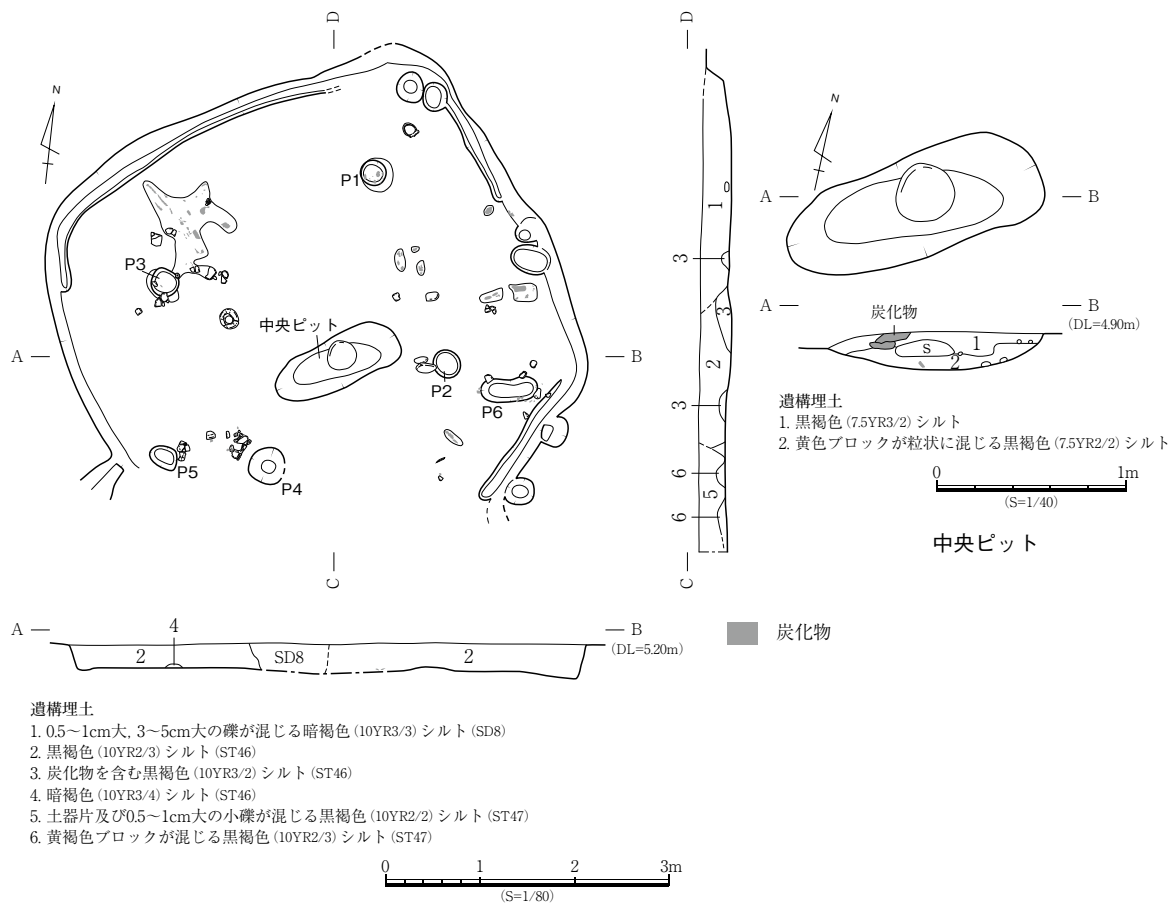 D
D
N
N
P1
A
B
1
3
P3
3
中央ピット
A
B
P2
2
P6
3
P5
P4
6
5
6
C
C
A
B
(DL=4.90m)
炭化物
S
1
2
遺構埋土
1. 黒褐色(7.5YR3/2)シルト
2. 黄色ブロックが粒状に混じる黒褐色(7.5YR2/2)シルト
0 1m
(S=1/40)
中央ピット
A
4
B
(DL=5.20m)
2
SD8
2
炭化物
遺構埋土
1. 0.5～1cm大, 3～5cm大の礫が混じる暗褐色(10YR3/3)シルト(SD8)
2. 黒褐色(10YR2/3)シルト(ST46)
3. 炭化物を含む黒褐色(10YR3/2)シルト(ST46)
4. 暗褐色(10YR3/4)シルト(ST46)
5. 土器片及び0.5～1cm大の小礫が混じる黒褐色(10YR2/2)シルト(ST47)
6. 黄褐色ブロックが混じる黒褐色(10YR2/3)シルト(ST47)
0 1 2 3m
(S=1/80)